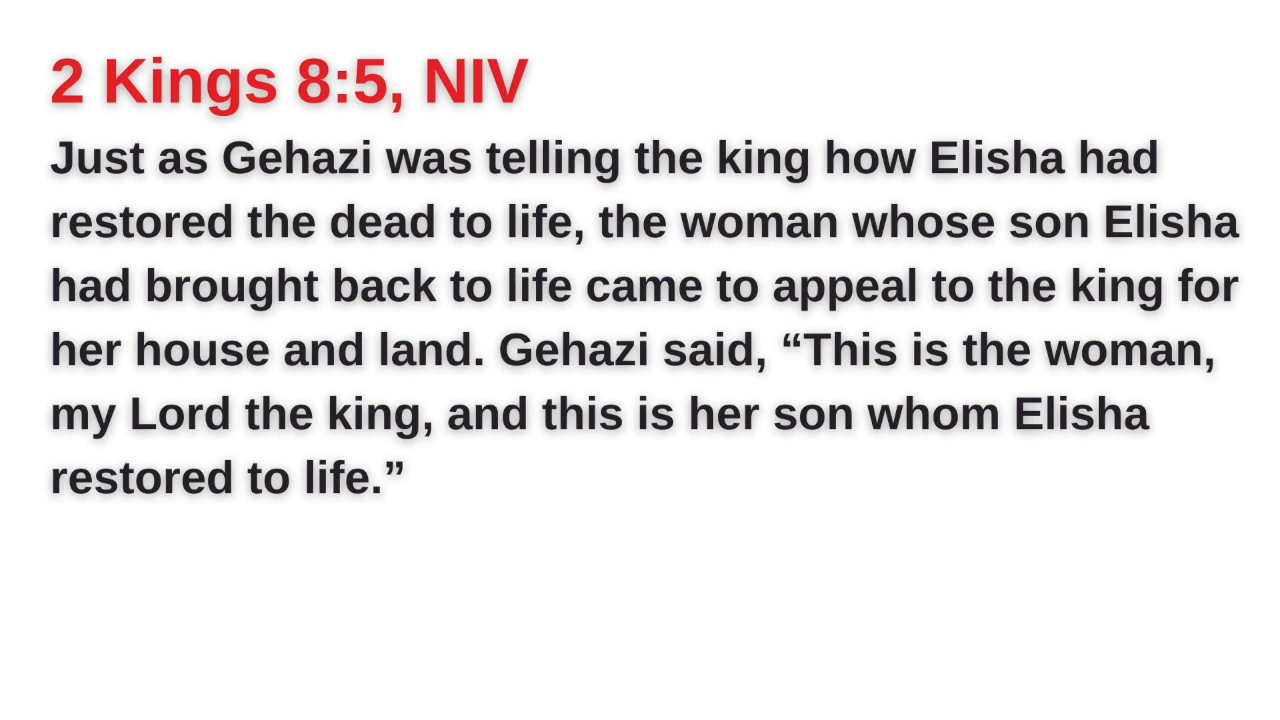 2 Kings 8:5, NIV
Just as Gehazi was telling the king how Elisha had
restored the dead to life, the woman whose son Elisha
had brought back to life came to appeal to the king for
her house and land. Gehazi said, “This is the woman,
my Lord the king, and this is her son whom Elisha
restored to life.”